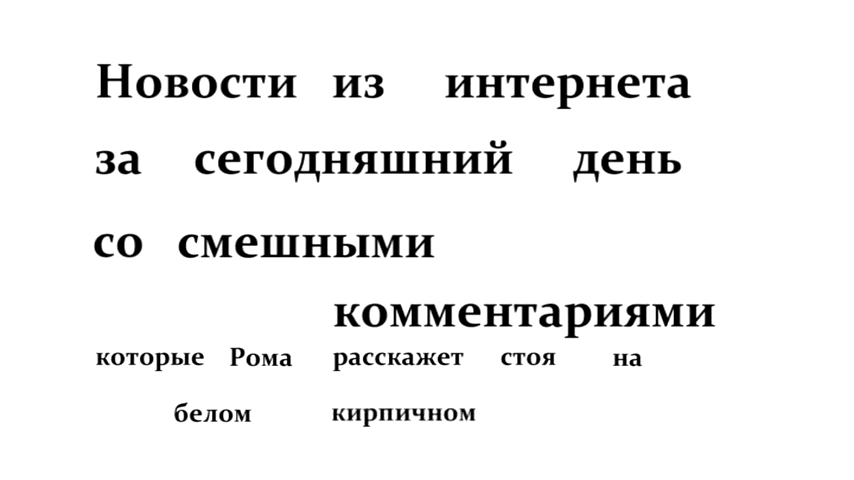 Новости из интернета
за сегодняшний день
со смешными
комментариями
которые Рома расскажет стоя на
белом кирпичном